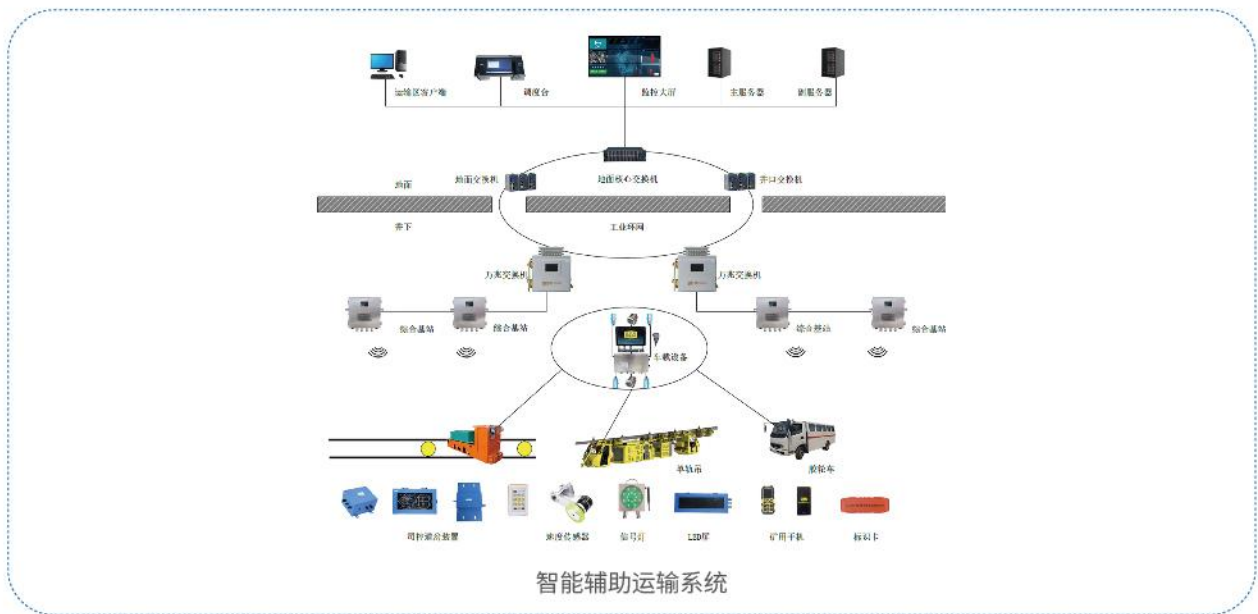 运输区客户端
调度台
监控大屏
主服务器
副服务器
地面交换机
地面核心交换机
井口交换机
地面
井下
工业环网
万兆交换机
万兆交换机
综合基站
综合基站
综合基站
综合基站
车载设备
单轨吊
胶轮车
司控道岔装置
速度传感器
信号灯
LED屏
矿用手机
标识卡
智能辅助运输系统